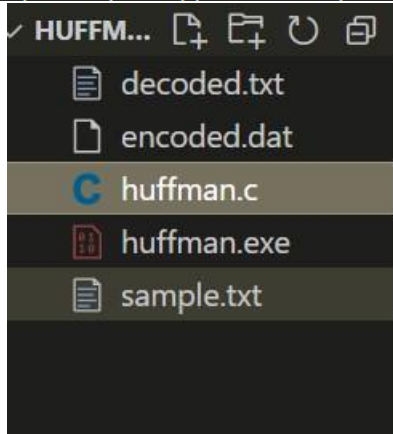 HUFFM...
decoded.txt
encoded.dat
C huffman.c
huffman.exe
sample.txt